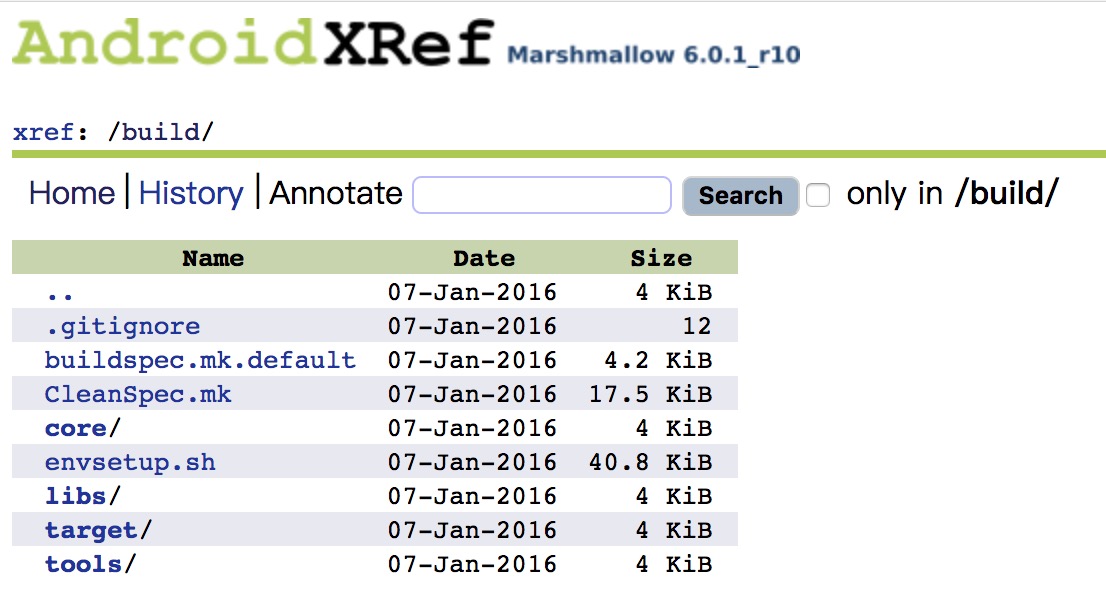 AndroidXRef Marshmallow 6.0.1_r10
xref: /build/
Home | History | Annotate Search only in /build/
Name Date Size
.. 07-Jan-2016 4 KiB
.gitignore 07-Jan-2016 12
buildspec.mk.default 07-Jan-2016 4.2 KiB
CleanSpec.mk 07-Jan-2016 17.5 KiB
core/ 07-Jan-2016 4 KiB
envsetup.sh 07-Jan-2016 40.8 KiB
libs/ 07-Jan-2016 4 KiB
target/ 07-Jan-2016 4 KiB
tools/ 07-Jan-2016 4 KiB